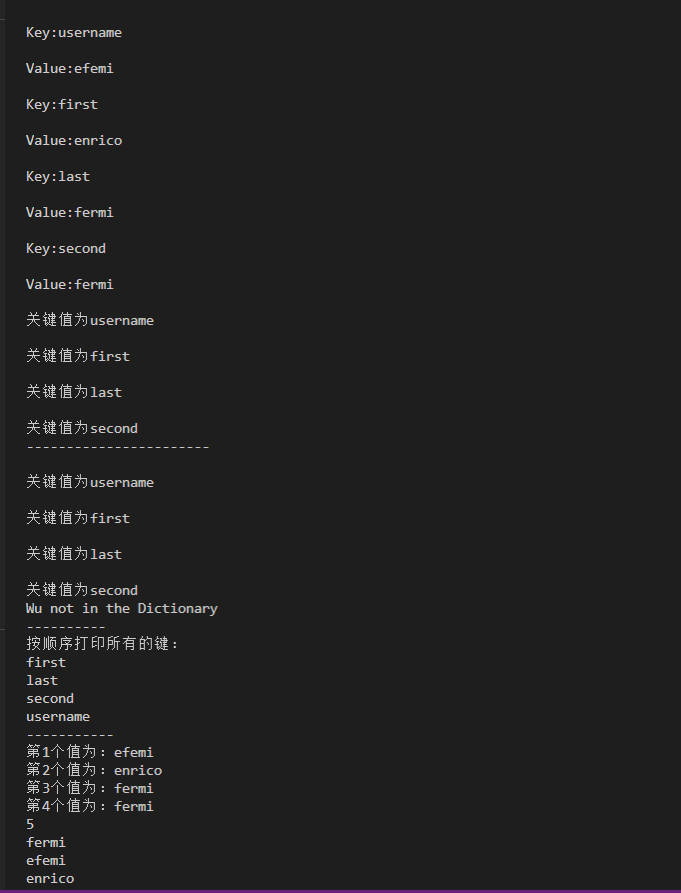 Key:username
Value:efemi
Key:first
Value:enrico
Key:last
Value:fermi
Key:second
Value:fermi
关键值为username
关键值为first
关键值为last
关键值为second
-----------------------
关键值为username
关键值为first
关键值为last
关键值为second
Wu not in the Dictionary
----------
按顺序打印所有的键：
first
last
second
username
-----------
第1个值为：efemi
第2个值为：enrico
第3个值为：fermi
第4个值为：fermi
5
fermi
efemi
enrico